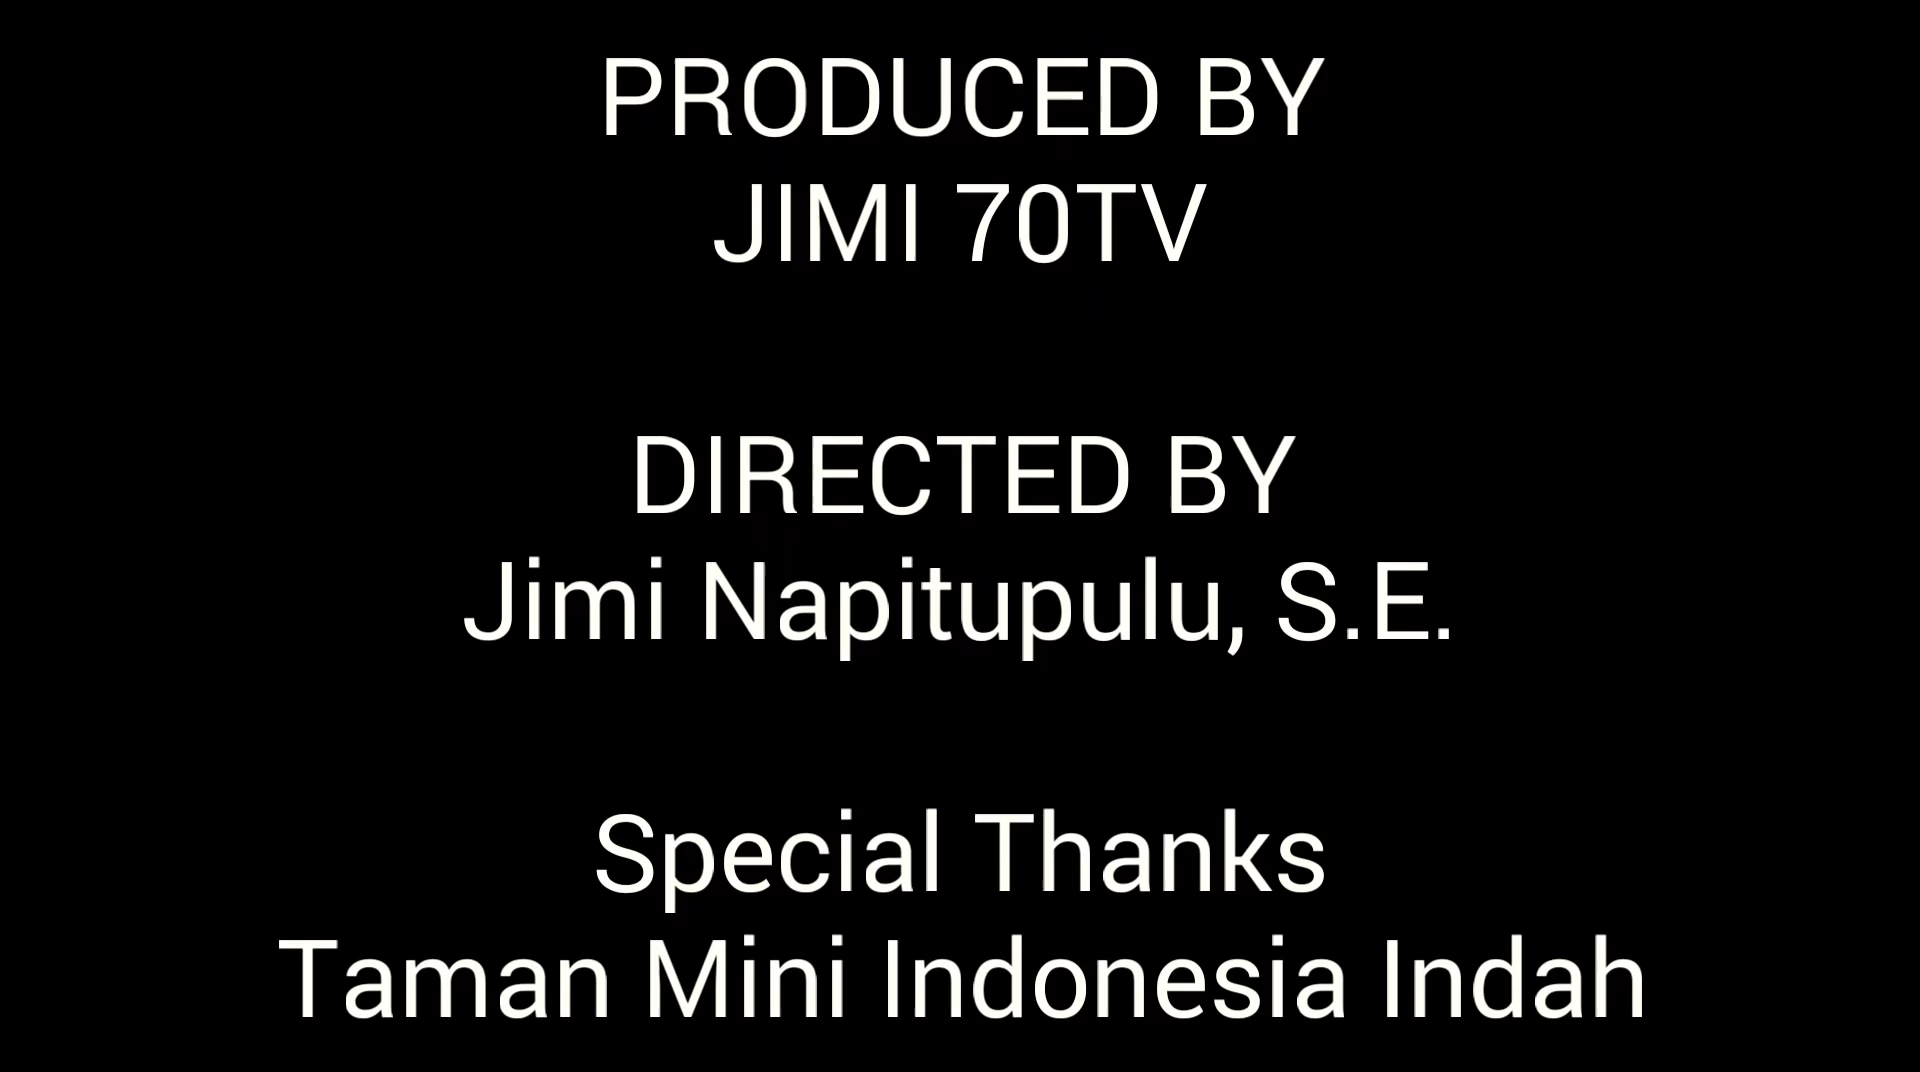 PRODUCED BY
JIMI 70TV
DIRECTED BY
Jimi Napitupulu, S.E.
Special Thanks
Taman Mini Indonesia Indah